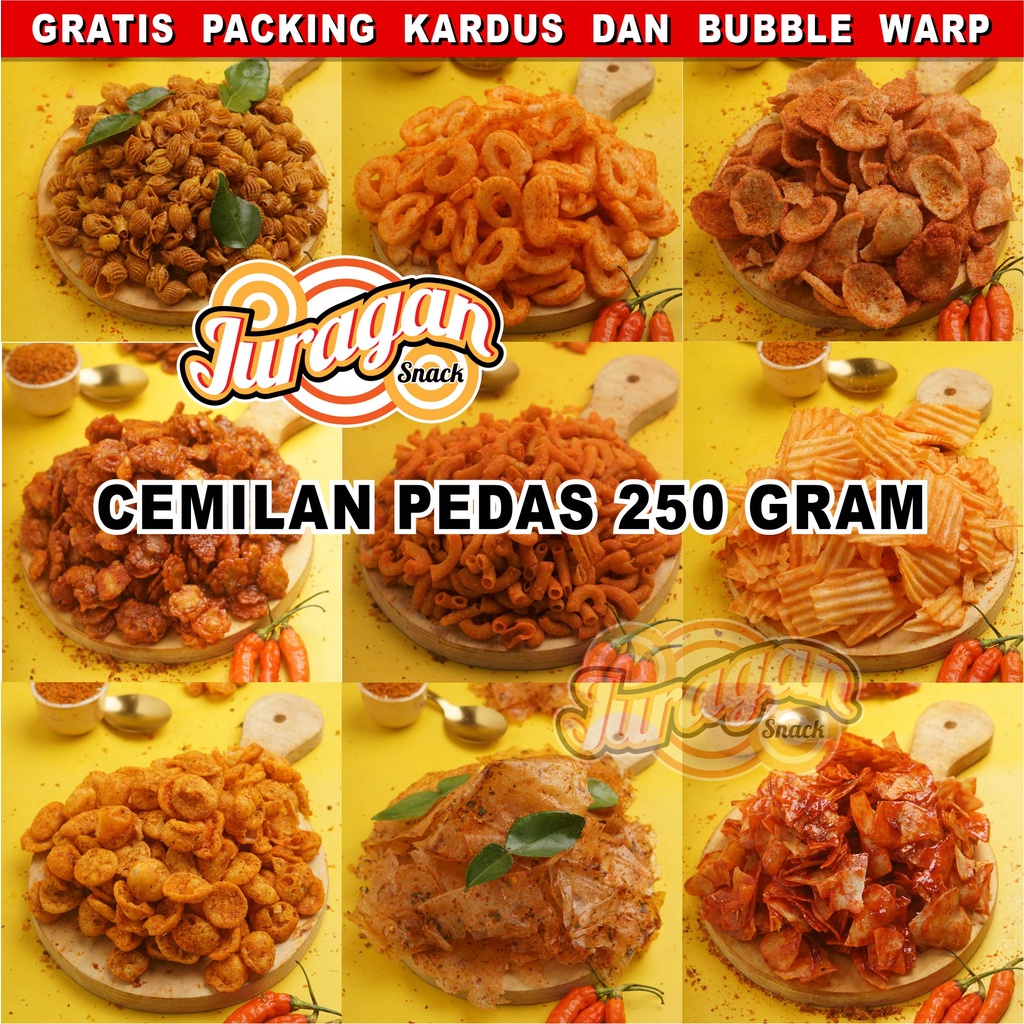 GRATIS PACKING KARDUS DAN BUBBLE WARP
Juragan
Snack
CEMILAN PEDAS 250 GRAM
Juragan
Snack